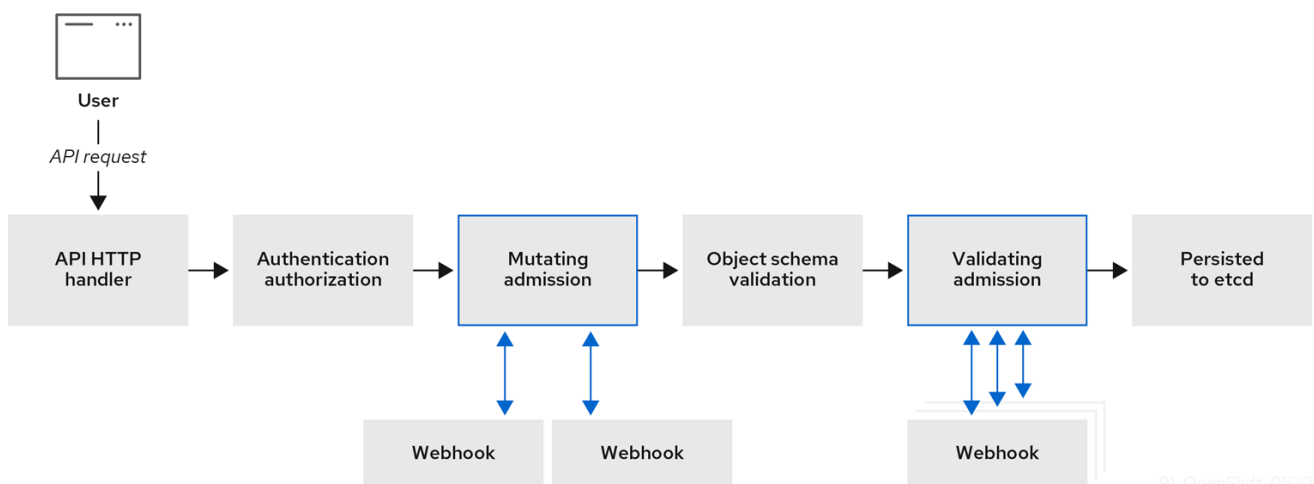 User
API request
API HTTP
handler
Authentication
authorization
Mutating
admission
Object schema
validation
Validating
admission
Persisted
to etcd
Webhook
Webhook
Webhook
91_OpenShift_0520